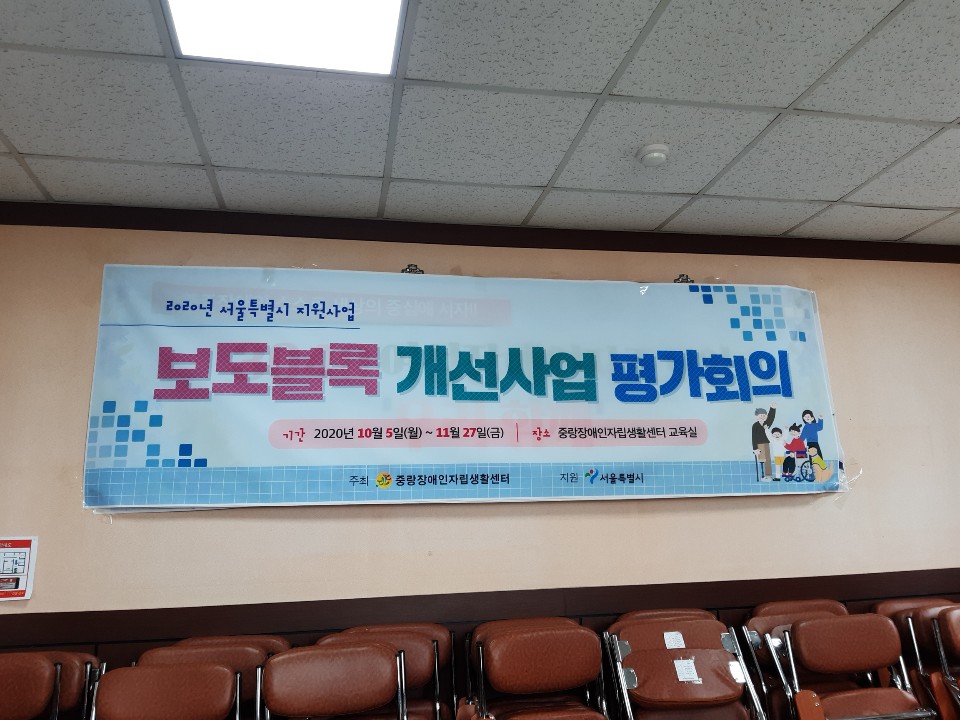 2020년 서울특별시 지원사업
보도블록 개선사업 평가회의
기간 2020년 10월 5일(월) ~ 11월 27일(금) | 장소 중랑장애인자립생활센터 교육실
주최 중랑장애인자립생활센터 지원 서울특별시